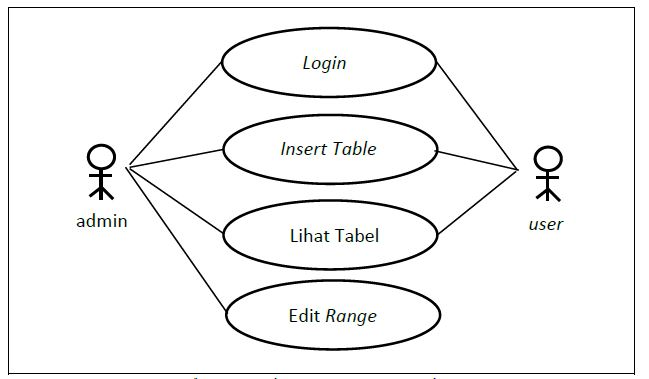 Login
Insert Table
admin
user
Lihat Tabel
Edit Range